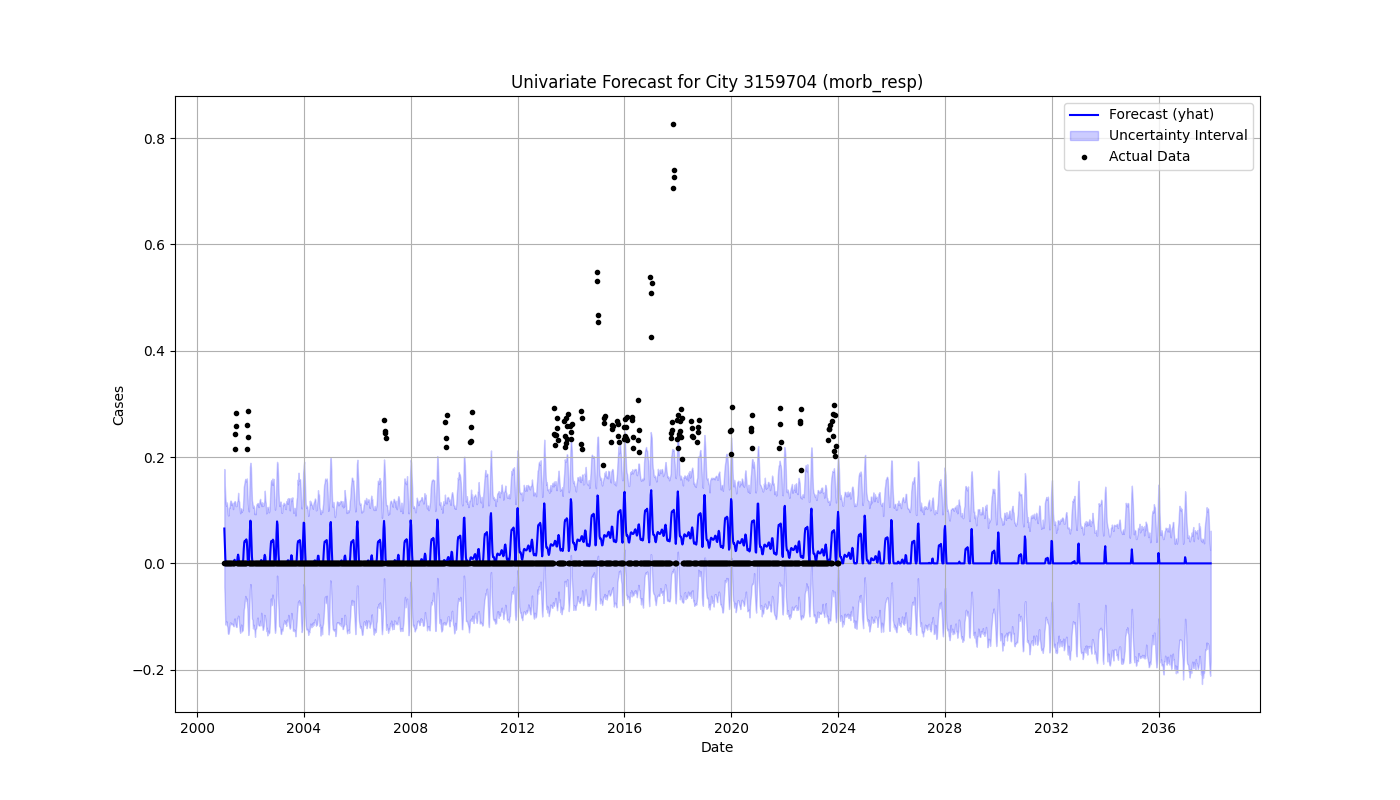 Univariate Forecast for City 3159704 (morb_resp)
Forecast (yhat)
Uncertainty Interval
Actual Data
Cases
0.8
0.6
0.4
0.2
0.0
−0.2
2000 2004 2008 2012 2016 2020 2024 2028 2032 2036
Date